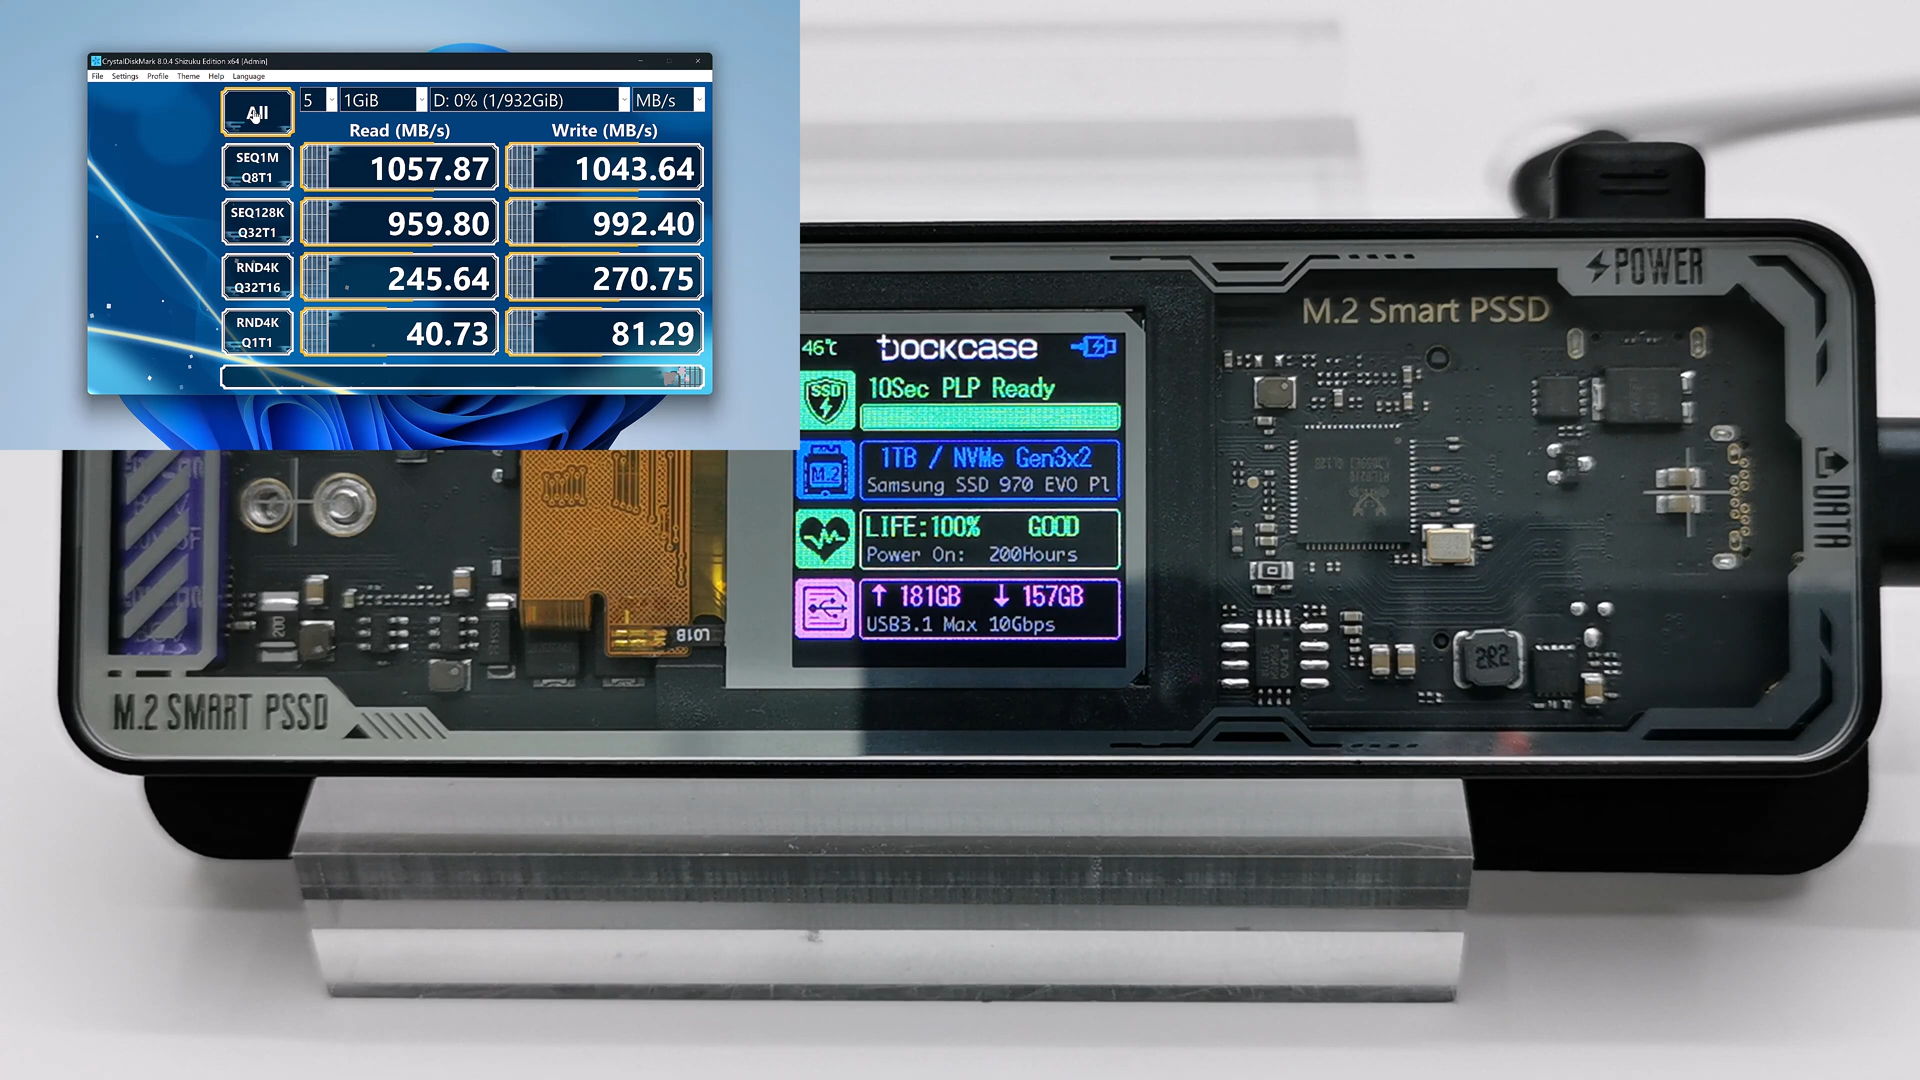 CrystalDiskMark 8.0.4 Shizuku Edition x64 [Admin]
File Settings Profile Theme Help Language
All
5 1GiB D: 0% (1/932GiB) MB/s
Read (MB/s) Write (MB/s)
SEQ1M
Q8T1
1057.87 1043.64
SEQ128K
Q32T1
959.80 992.40
RND4K
Q32T16
245.64 270.75
RND4K
Q1T1
40.73 81.29
POWER
M.2 Smart PSSD
46℃ Dockcase
SSD
10Sec PLP Ready
M.2
1TB / NVMe Gen3x2
Samsung SSD 970 EVO Pl
LIFE:100% GOOD
Power On: 200Hours
↑ 181GB ↓ 157GB
USB3.1 Max 10Gbps
DATA
200
L01B
2R2
M.2 SMART PSSD